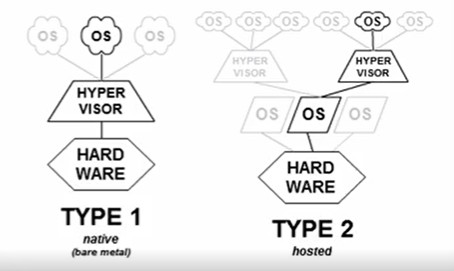 OS OS OS
HYPER
VISOR
HARD
WARE
TYPE 1
native
(bare metal)
OS OS OS OS OS OS
HYPER
VISOR
HYPER
VISOR
OS OS OS
HARD
WARE
TYPE 2
hosted